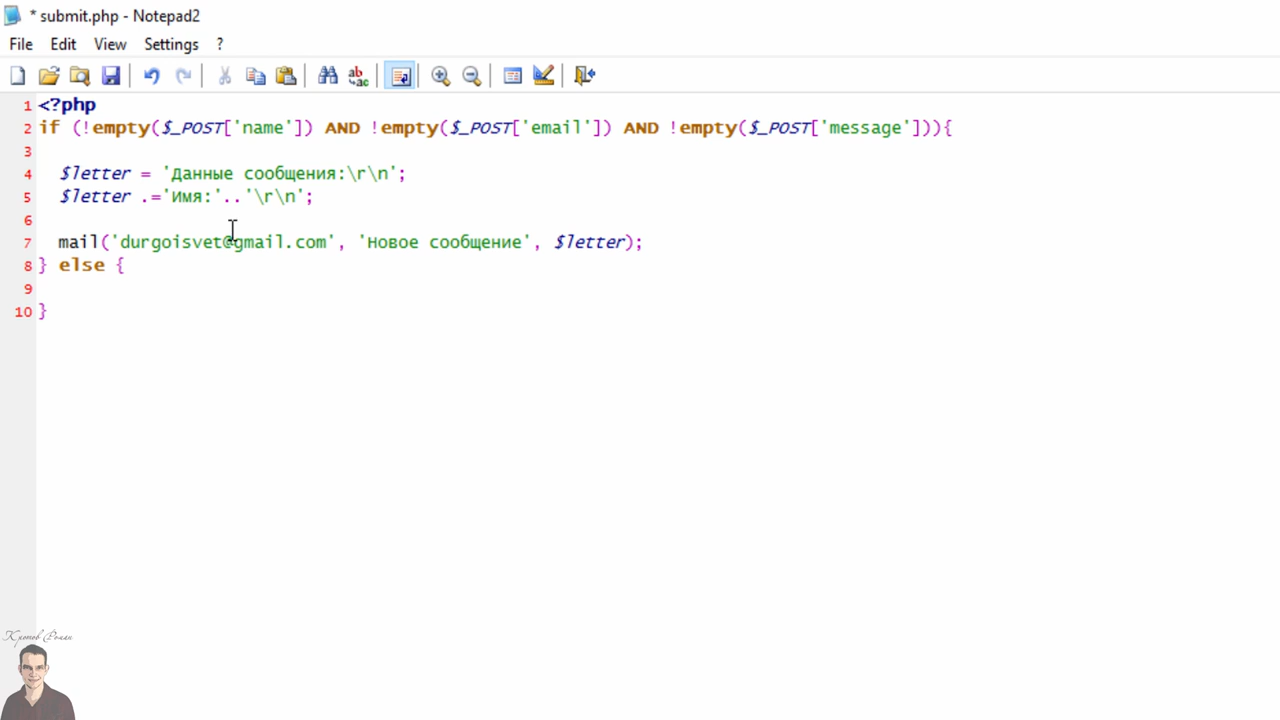 * submit.php - Notepad2
File Edit View Settings ?
1 <?php
2 if (!empty($_POST['name']) AND !empty($_POST['email']) AND !empty($_POST['message'])){
3
4 $letter = 'Данные сообщения:\r\n';
5 $letter .='Имя:'..'\r\n';
6
7 mail('durgoisvet@gmail.com', 'Новое сообщение', $letter);
8 } else {
9
10 }
Кротов Роман